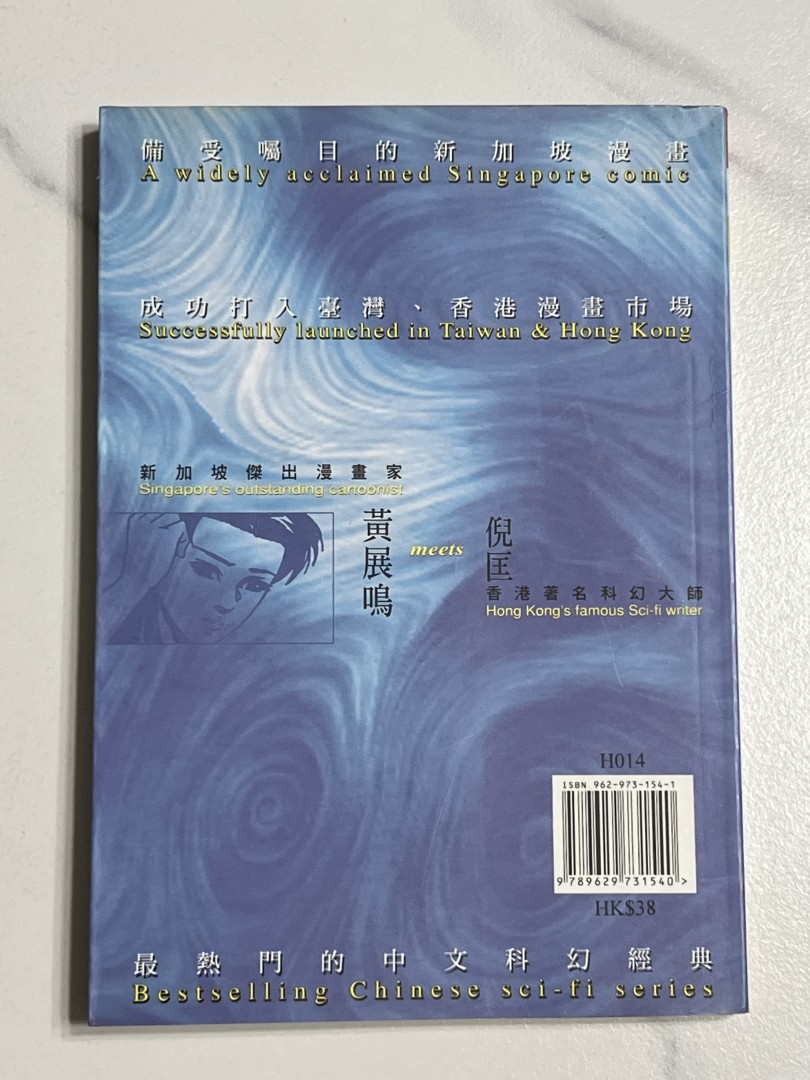 備受囑目的新加坡漫畫
A widely acclaimed Singapore comic
成功打入臺灣、香港漫畫市場
Successfully launched in Taiwan & Hong Kong
新加坡傑出漫畫家
Singapore's outstanding cartoonist
黃展鳴
meets
倪匡
香港著名科幻大師
Hong Kong's famous Sci-fi writer
H014
ISBN 962-973-154-1
9 789629 731540 >
HK$38
最熱門的中文科幻經典
Bestselling Chinese sci-fi series